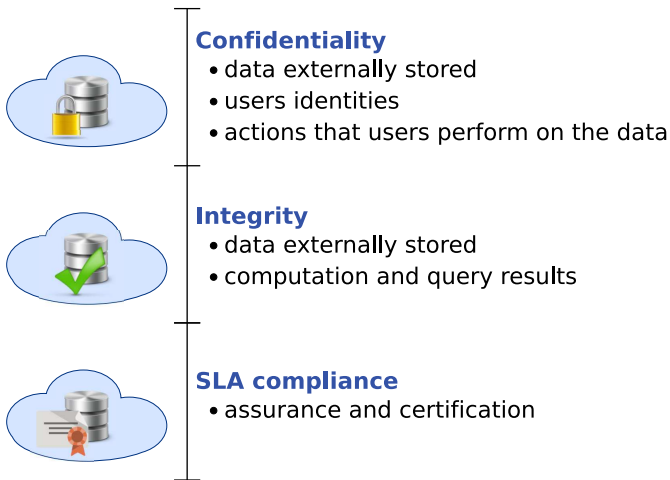 Confidentiality
• data externally stored
• users identities
• actions that users perform on the data
Integrity
• data externally stored
• computation and query results
SLA compliance
• assurance and certification